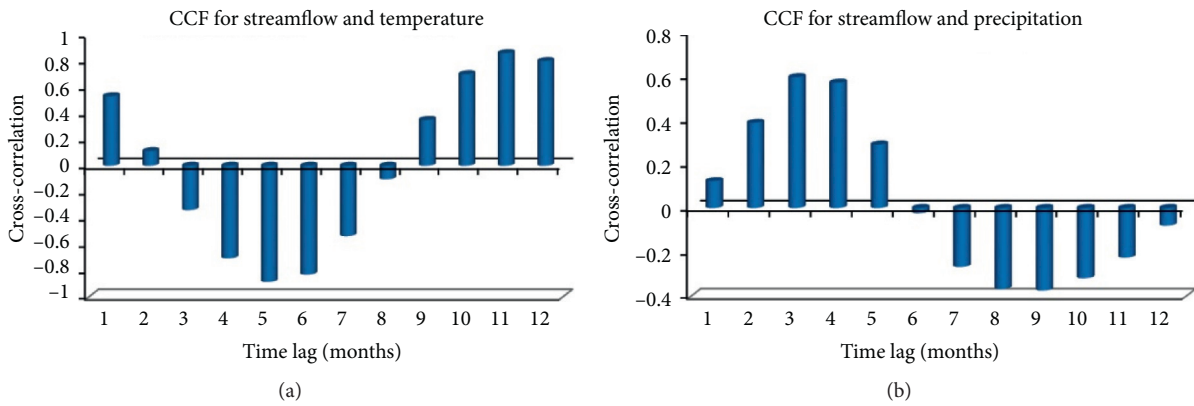 CCF for streamflow and temperature
1
0.8
0.6
0.4
0.2
0
−0.2
−0.4
−0.6
−0.8
−1
Cross-correlation
1 2 3 4 5 6 7 8 9 10 11 12
Time lag (months)
(a)
CCF for streamflow and precipitation
0.8
0.6
0.4
0.2
0
−0.2
−0.4
Cross-correlation
1 2 3 4 5 6 7 8 9 10 11 12
Time lag (months)
(b)